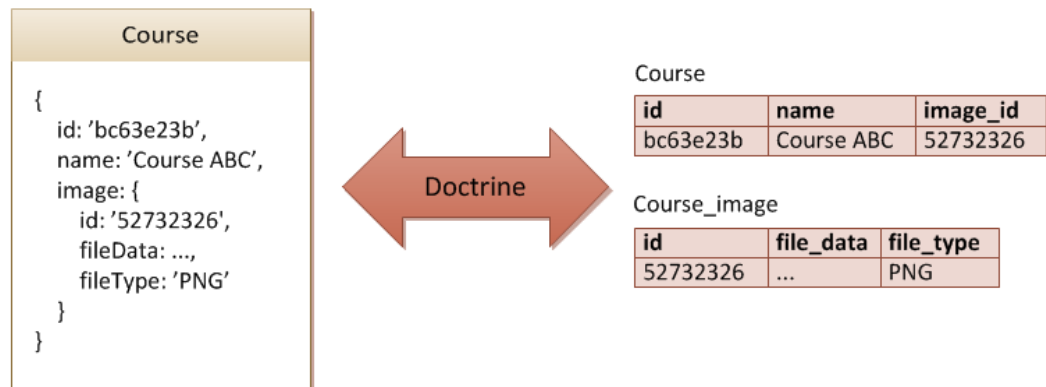 Course
{
id: ’bc63e23b’,
name: ’Course ABC’,
image: {
id: ’52732326',
fileData: ...,
fileType: ’PNG’
}
}
Doctrine
Course
id name image_id
bc63e23b Course ABC 52732326
Course_image
id file_data file_type
52732326 ... PNG